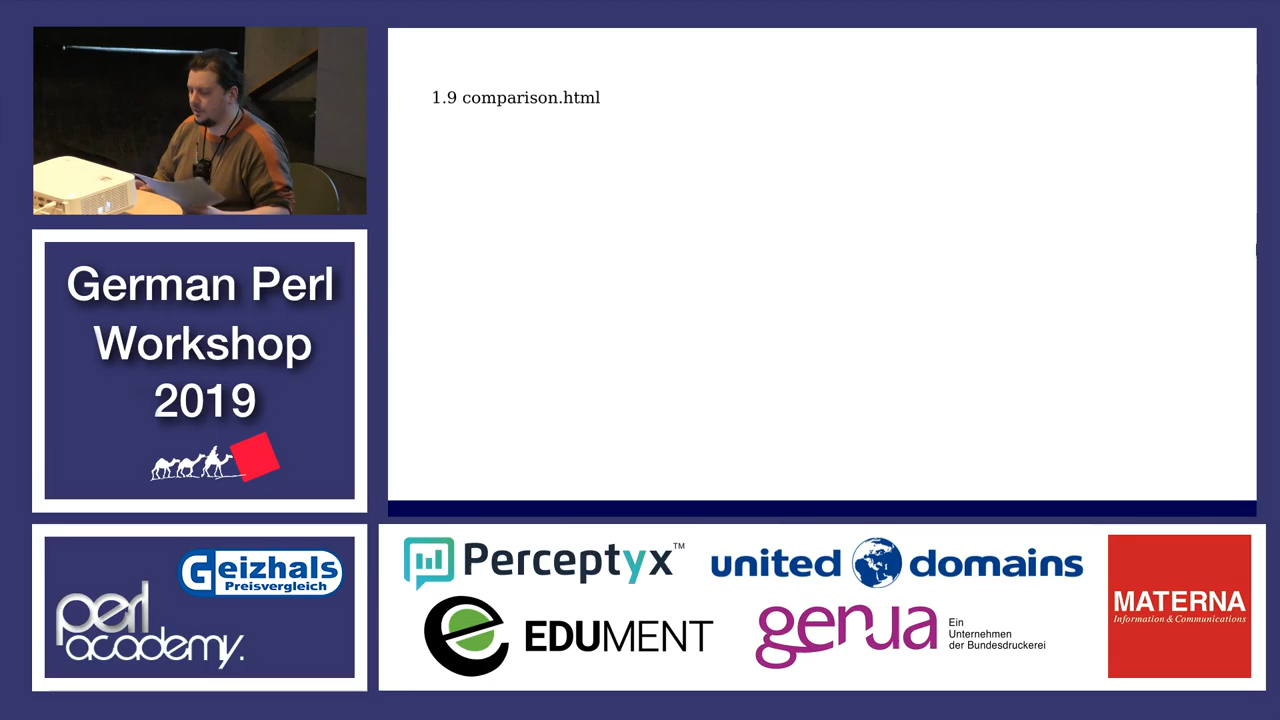 1.9 comparison.html
German Perl
Workshop
2019
Geizhals
Preisvergleich
perl
academy.
Perceptyx™
united domains
EDUMENT
genua
Ein
Unternehmen
der Bundesdruckerei
MATERNA
Information & Communications